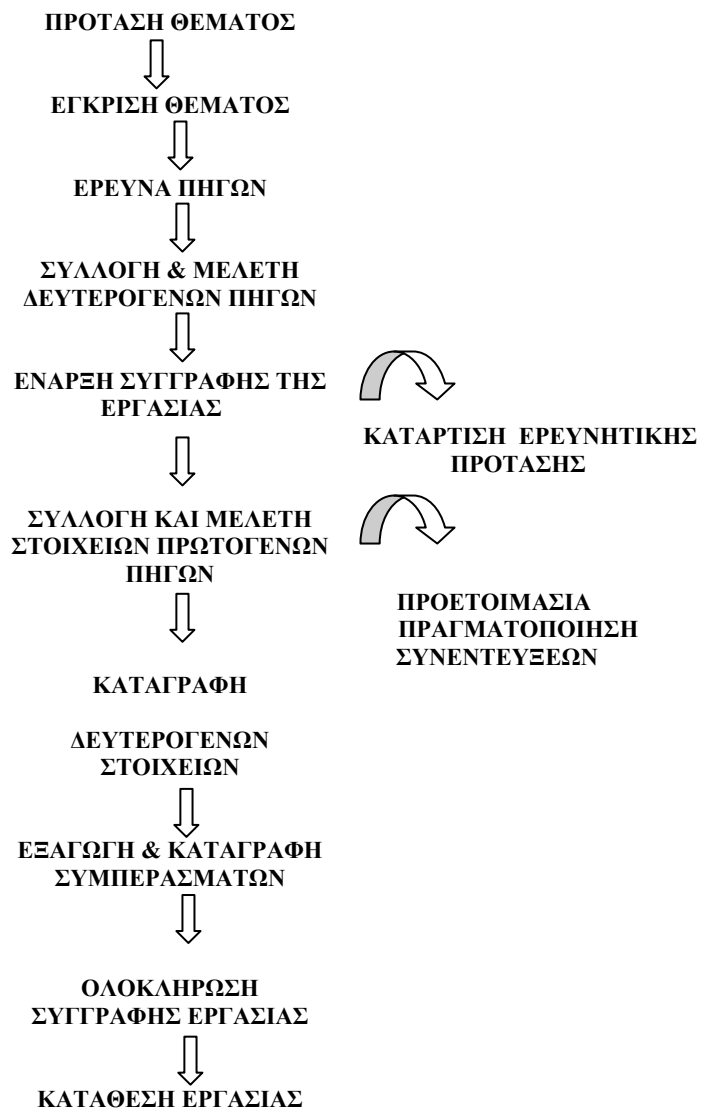 ΠΡΟΤΑΣΗ ΘΕΜΑΤΟΣ
ΕΓΚΡΙΣΗ ΘΕΜΑΤΟΣ
ΕΡΕΥΝΑ ΠΗΓΩΝ
ΣΥΛΛΟΓΗ & ΜΕΛΕΤΗ
ΔΕΥΤΕΡΟΓΕΝΩΝ ΠΗΓΩΝ
ΕΝΑΡΞΗ ΣΥΓΓΡΑΦΗΣ ΤΗΣ
ΕΡΓΑΣΙΑΣ
ΚΑΤΑΡΤΙΣΗ ΕΡΕΥΝΗΤΙΚΗΣ
ΠΡΟΤΑΣΗΣ
ΣΥΛΛΟΓΗ ΚΑΙ ΜΕΛΕΤΗ
ΣΤΟΙΧΕΙΩΝ ΠΡΩΤΟΓΕΝΩΝ
ΠΗΓΩΝ
ΠΡΟΕΤΟΙΜΑΣΙΑ
ΠΡΑΓΜΑΤΟΠΟΙΗΣΗ
ΣΥΝΕΝΤΕΥΞΕΩΝ
ΚΑΤΑΓΡΑΦΗ
ΔΕΥΤΕΡΟΓΕΝΩΝ
ΣΤΟΙΧΕΙΩΝ
ΕΞΑΓΩΓΗ & ΚΑΤΑΓΡΑΦΗ
ΣΥΜΠΕΡΑΣΜΑΤΩΝ
ΟΛΟΚΛΗΡΩΣΗ
ΣΥΓΓΡΑΦΗΣ ΕΡΓΑΣΙΑΣ
ΚΑΤΑΘΕΣΗ ΕΡΓΑΣΙΑΣ